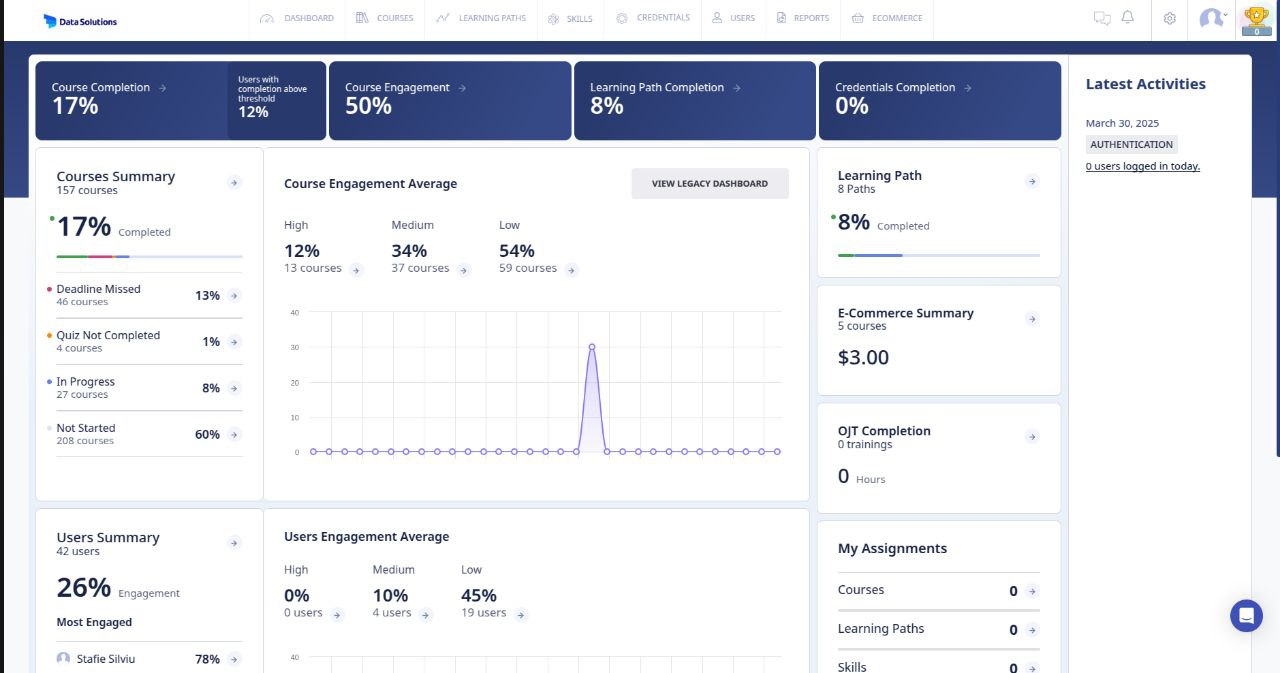 Data Solutions
DASHBOARD
COURSES
LEARNING PATHS
SKILLS
CREDENTIALS
USERS
REPORTS
ECOMMERCE
0
Course Completion
17%
Users with
completion above
threshold
12%
Course Engagement
50%
Learning Path Completion
8%
Credentials Completion
0%
Latest Activities
March 30, 2025
AUTHENTICATION
0 users logged in today.
Courses Summary
157 courses
17% Completed
Deadline Missed
46 courses
13%
Quiz Not Completed
4 courses
1%
In Progress
27 courses
8%
Not Started
208 courses
60%
Course Engagement Average
VIEW LEGACY DASHBOARD
High
12%
13 courses
Medium
34%
37 courses
Low
54%
59 courses
40
30
20
10
0
Learning Path
8 Paths
8% Completed
E-Commerce Summary
5 courses
$3.00
OJT Completion
0 trainings
0 Hours
Users Summary
42 users
26% Engagement
Most Engaged
Stafie Silviu 78%
Users Engagement Average
High
0%
0 users
Medium
10%
4 users
Low
45%
19 users
40
My Assignments
Courses 0
Learning Paths 0
Skills 0